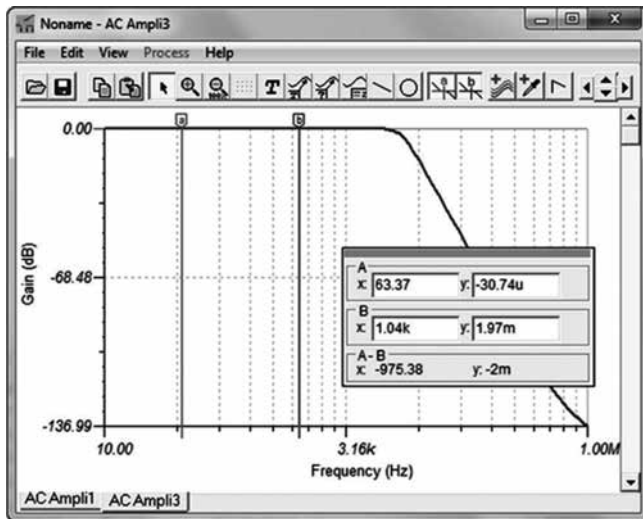 Noname - AC Ampli3
File Edit View Process Help
T
a b
0.00
-68.48
-136.99
Gain (dB)
A
x: 63.37 y: -30.74u
B
x: 1.04k y: 1.97m
A - B
x: -975.38 y: -2m
10.00 3.16k 1.00M
Frequency (Hz)
AC Ampli1 AC Ampli3